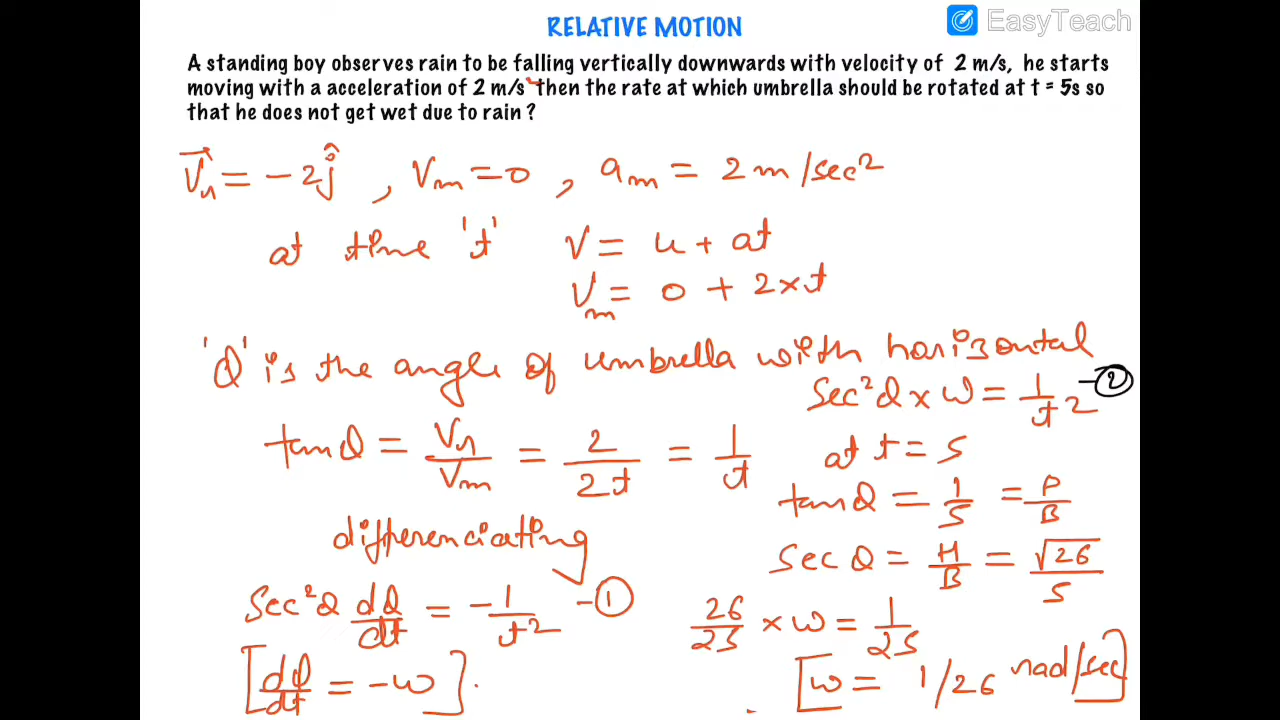 RELATIVE MOTION
EasyTeach
A standing boy observes rain to be falling vertically downwards with velocity of 2 m/s, he starts
moving with a acceleration of 2 m/s² then the rate at which umbrella should be rotated at t = 5s so
that he does not get wet due to rain ?
V⃗r = -2ĵ , Vm = 0 , am = 2m/sec²
at time 't' V = u + at
Vm = 0 + 2×t
'θ' is the angle of umbrella with horizontal
tanθ = Vr/Vm = 2/2t = 1/t
differenciating
sec²θ dθ/dt = -1/t² -①
[dθ/dt = -ω].
sec²θ × ω = 1/t² -②
at t = 5
tanθ = 1/5 = P/B
sec θ = H/B = √26/5
26/25 × ω = 1/25
[ω = 1/26 rad/sec]